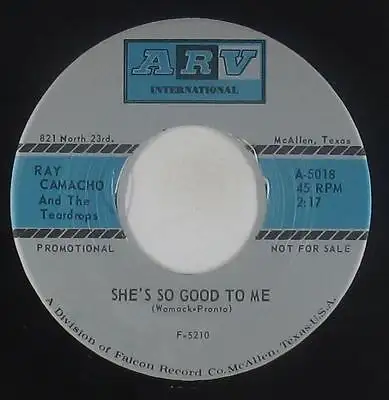 ARV
INTERNATIONAL
821 North 23rd.
McAllen, Texas
RAY
CAMACHO
And The
Teardrops
A-5018
45 RPM
2:17
PROMOTIONAL
NOT FOR SALE
SHE'S SO GOOD TO ME
(Womack-Pronto)
F-5210
A Division of Falcon Record Co. McAllen, Texas-U.S.A.